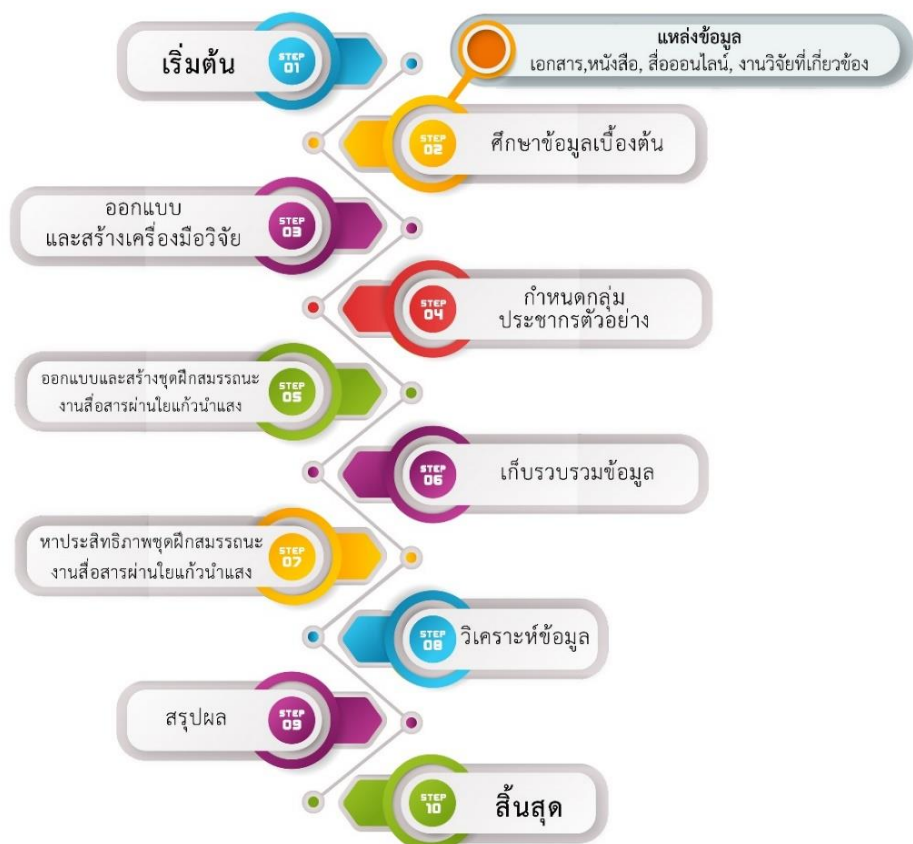 เริ่มต้น
STEP
01
แหล่งข้อมูล
เอกสาร,หนังสือ, สื่อออนไลน์, งานวิจัยที่เกี่ยวข้อง
STEP
02
ศึกษาข้อมูลเบื้องต้น
ออกแบบ
และสร้างเครื่องมือวิจัย
STEP
03
STEP
04
กำหนดกลุ่ม
ประชากรตัวอย่าง
ออกแบบและสร้างชุดฝึกสมรรถนะ
งานสื่อสารผ่านใยแก้วนำแสง
STEP
05
STEP
06
เก็บรวบรวมข้อมูล
หาประสิทธิภาพชุดฝึกสมรรถนะ
งานสื่อสารผ่านใยแก้วนำแสง
STEP
07
STEP
08
วิเคราะห์ข้อมูล
สรุปผล
STEP
09
STEP
10
สิ้นสุด